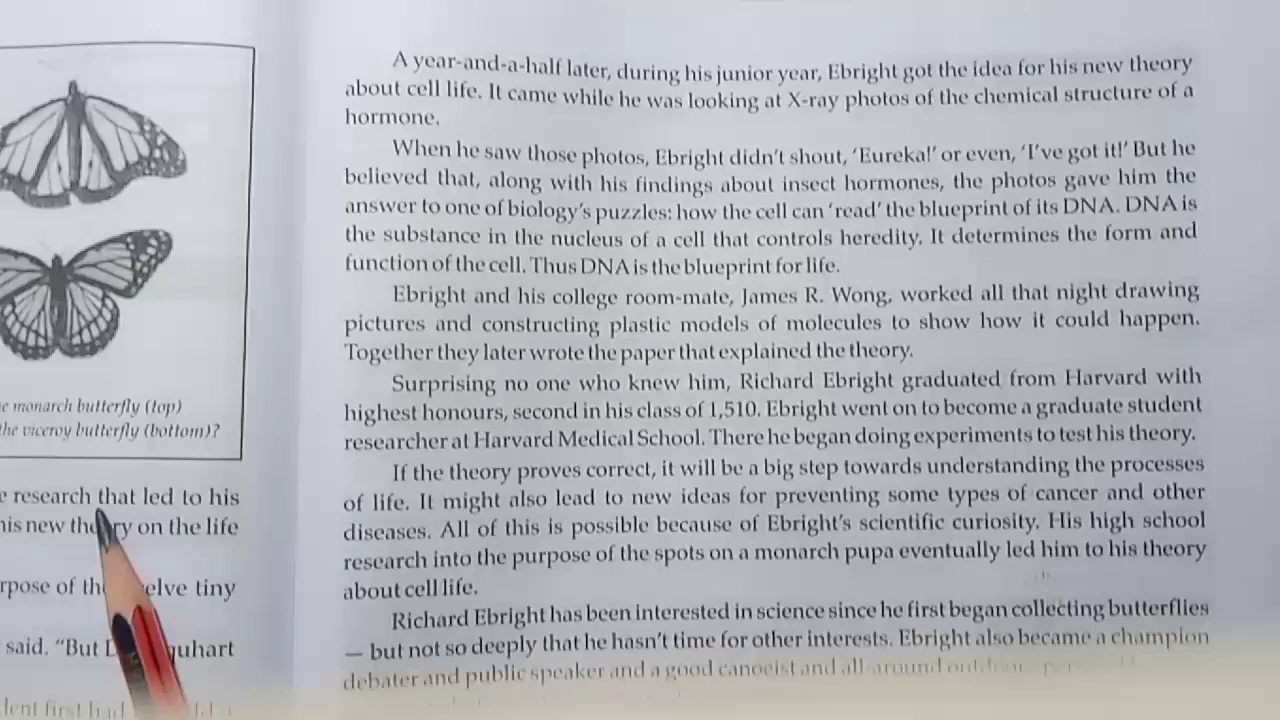 e monarch butterfly (top)
the viceroy butterfly (bottom)?
e research that led to his
his new theory on the life
rpose of the twelve tiny
said. "But Urquhart
dent first had
A year-and-a-half later, during his junior year, Ebright got the idea for his new theory
about cell life. It came while he was looking at X-ray photos of the chemical structure of a
hormone.
When he saw those photos, Ebright didn't shout, 'Eureka!' or even, 'I've got it!' But he
believed that, along with his findings about insect hormones, the photos gave him the
answer to one of biology's puzzles: how the cell can 'read' the blueprint of its DNA. DNA is
the substance in the nucleus of a cell that controls heredity. It determines the form and
function of the cell. Thus DNA is the blueprint for life.
Ebright and his college room-mate, James R. Wong, worked all that night drawing
pictures and constructing plastic models of molecules to show how it could happen.
Together they later wrote the paper that explained the theory.
Surprising no one who knew him, Richard Ebright graduated from Harvard with
highest honours, second in his class of 1,510. Ebright went on to become a graduate student
researcher at Harvard Medical School. There he began doing experiments to test his theory.
If the theory proves correct, it will be a big step towards understanding the processes
of life. It might also lead to new ideas for preventing some types of cancer and other
diseases. All of this is possible because of Ebright's scientific curiosity. His high school
research into the purpose of the spots on a monarch pupa eventually led him to his theory
about cell life.
Richard Ebright has been interested in science since he first began collecting butterflies
— but not so deeply that he hasn't time for other interests. Ebright also became a champion
debater and public speaker and a good canoeist and all-around outdoor